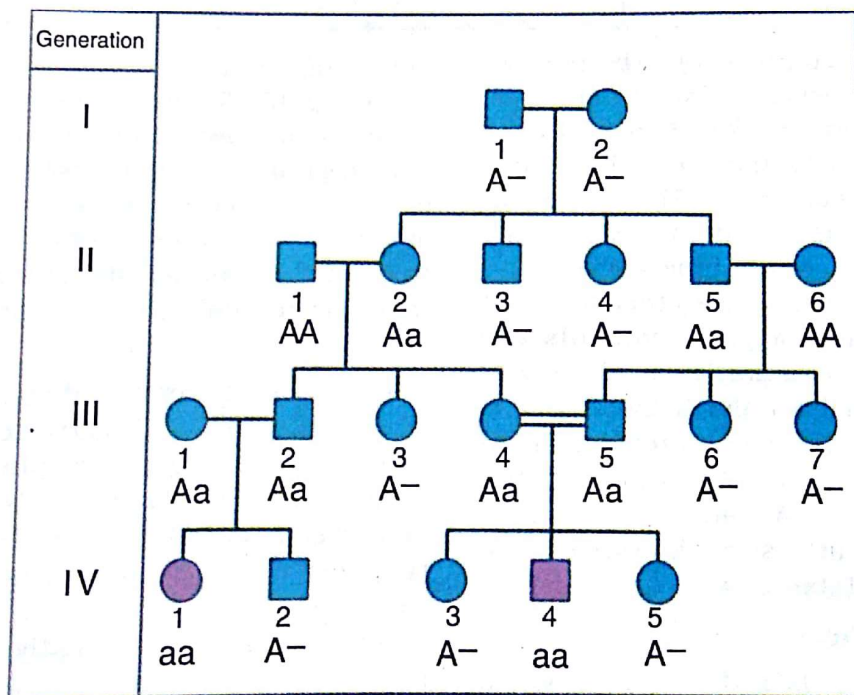 Generation
I
1 2
A– A–
II
1 2 3 4 5 6
AA Aa A– A– Aa AA
III
1 2 3 4 5 6 7
Aa Aa A– Aa Aa A– A–
IV
1 2 3 4 5
aa A– A– aa A–